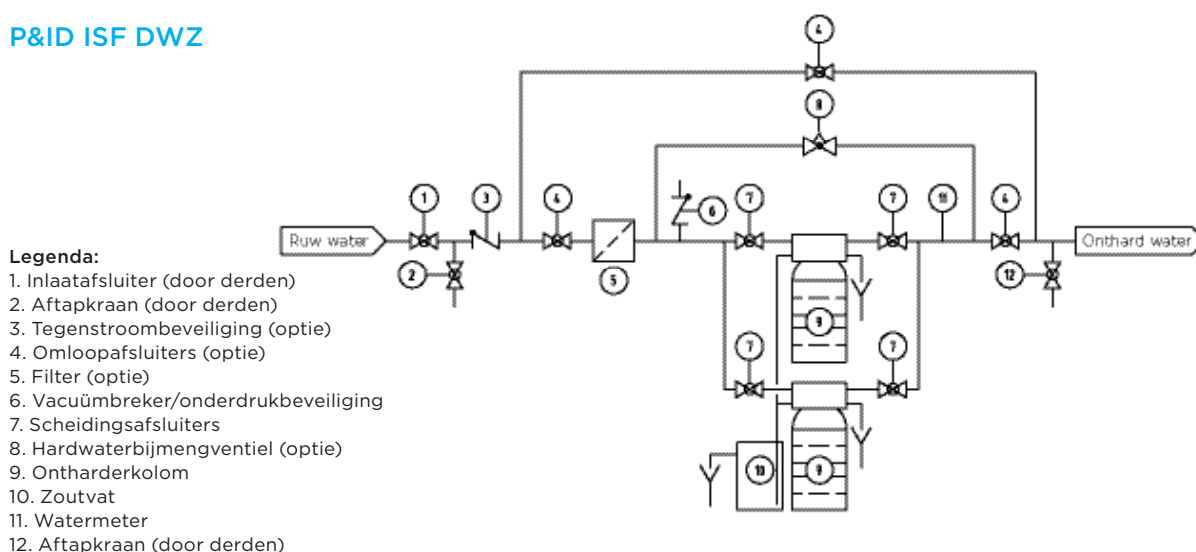 P&ID ISF DWZ
4
8
1
3
4
6
7
7
11
4
Ruw water
Onthard water
2
5
12
9
7
7
10
9
Legenda:
1. Inlaatafsluiter (door derden)
2. Aftapkraan (door derden)
3. Tegenstroombeveiliging (optie)
4. Omloopafsluiters (optie)
5. Filter (optie)
6. Vacuümbreker/onderdrukbeveiliging
7. Scheidingsafsluiters
8. Hardwaterbijmengventiel (optie)
9. Ontharderkolom
10. Zoutvat
11. Watermeter
12. Aftapkraan (door derden)